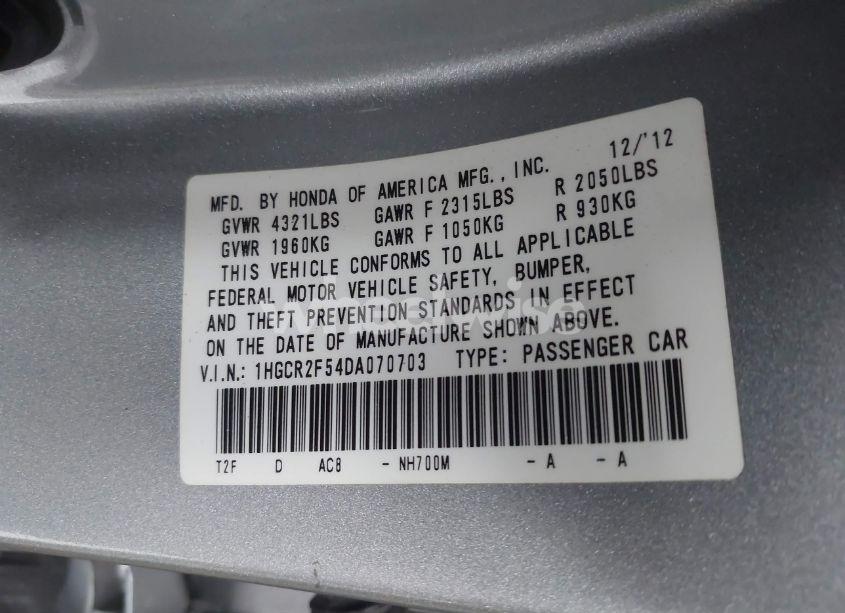 MFD. BY HONDA OF AMERICA MFG., INC. 12/'12
GVWR 4321LBS GAWR F 2315LBS R 2050LBS
GVWR 1960KG GAWR F 1050KG R 930KG
THIS VEHICLE CONFORMS TO ALL APPLICABLE
FEDERAL MOTOR VEHICLE SAFETY, BUMPER,
AND THEFT PREVENTION STANDARDS IN EFFECT
ON THE DATE OF MANUFACTURE SHOWN ABOVE.
V.I.N.: 1HGCR2F54DA070703 TYPE: PASSENGER CAR
T2F D AC8 - NH700M - A - A